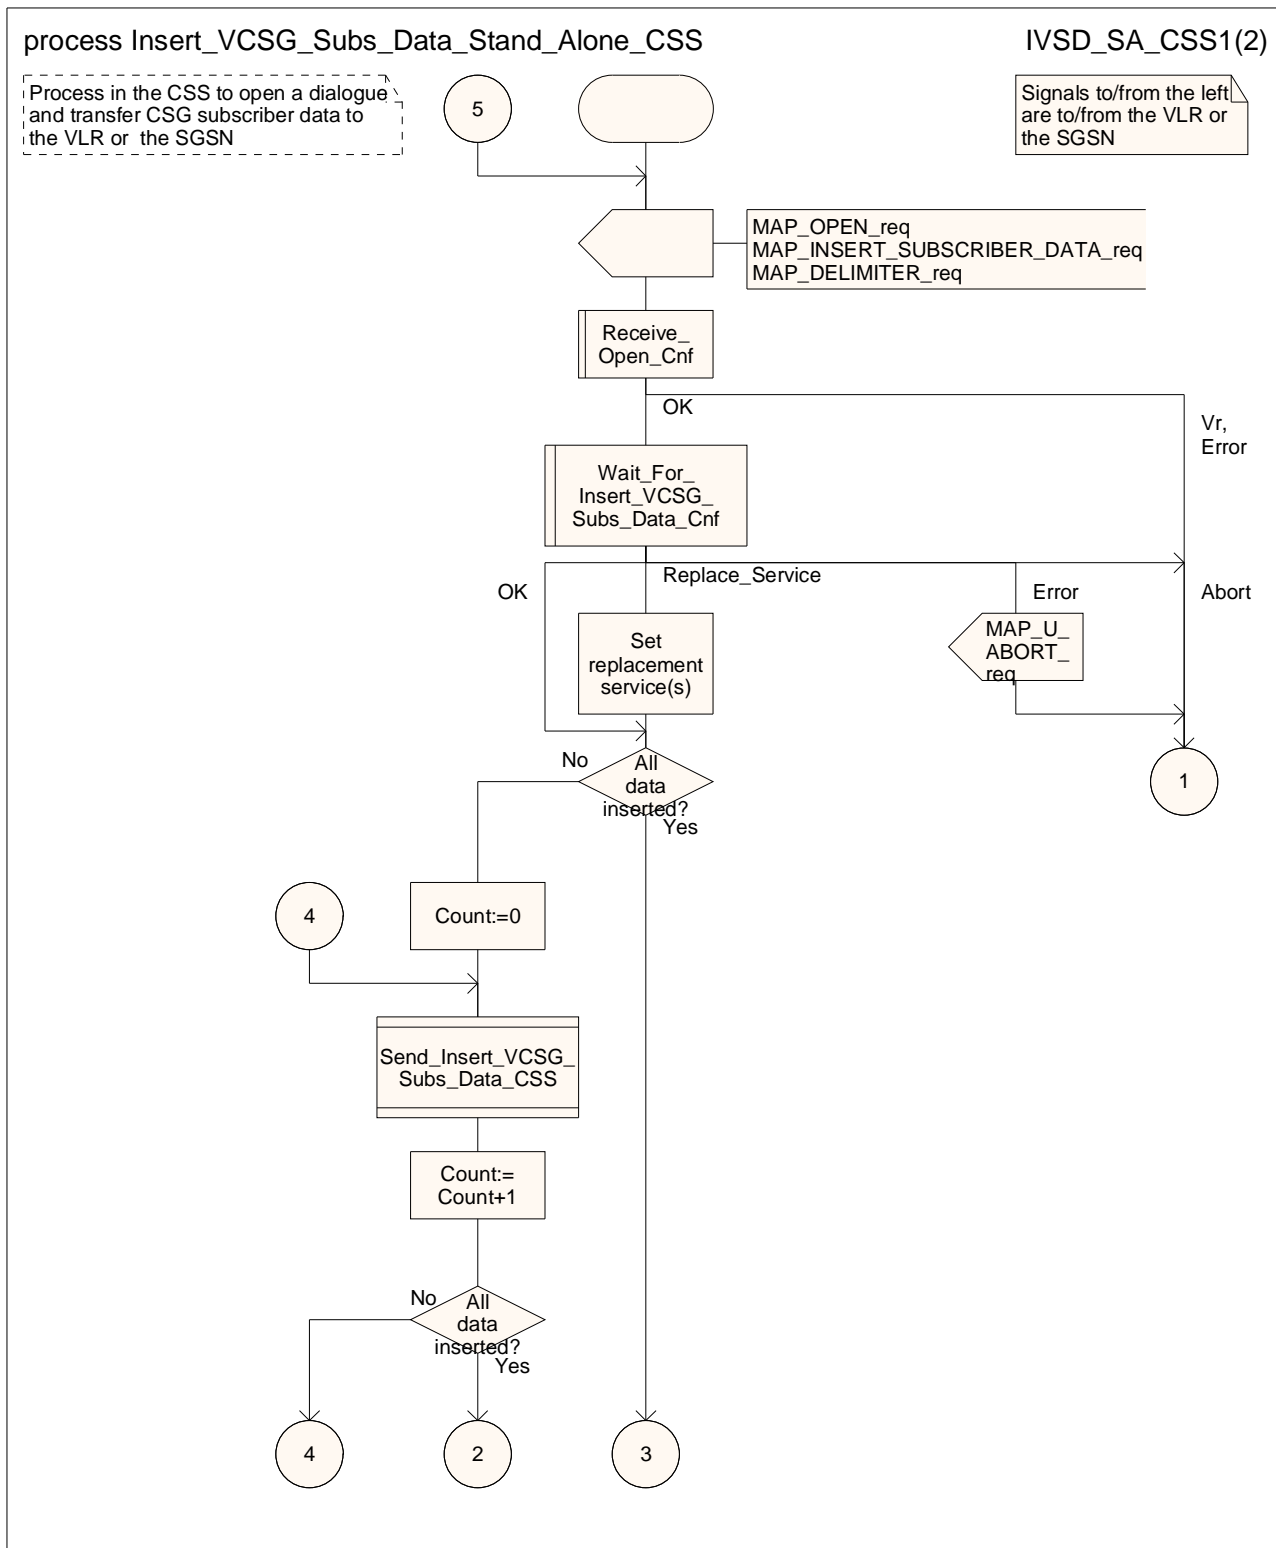 process Insert_VCSG_Subs_Data_Stand_Alone_CSS
IVSD_SA_CSS1(2)
Process in the CSS to open a dialogue
and transfer CSG subscriber data to
the VLR or the SGSN
5
Signals to/from the left
are to/from the VLR or
the SGSN
MAP_OPEN_req
MAP_INSERT_SUBSCRIBER_DATA_req
MAP_DELIMITER_req
Receive_
Open_Cnf
OK
Vr,
Error
Wait_For_
Insert_VCSG_
Subs_Data_Cnf
OK
Replace_Service
Error
Abort
Set
replacement
service(s)
MAP_U_
ABORT_
req
No
All
data
inserted?
Yes
1
4
Count:=0
Send_Insert_VCSG_
Subs_Data_CSS
Count:=
Count+1
No
All
data
inserted?
Yes
4
2
3